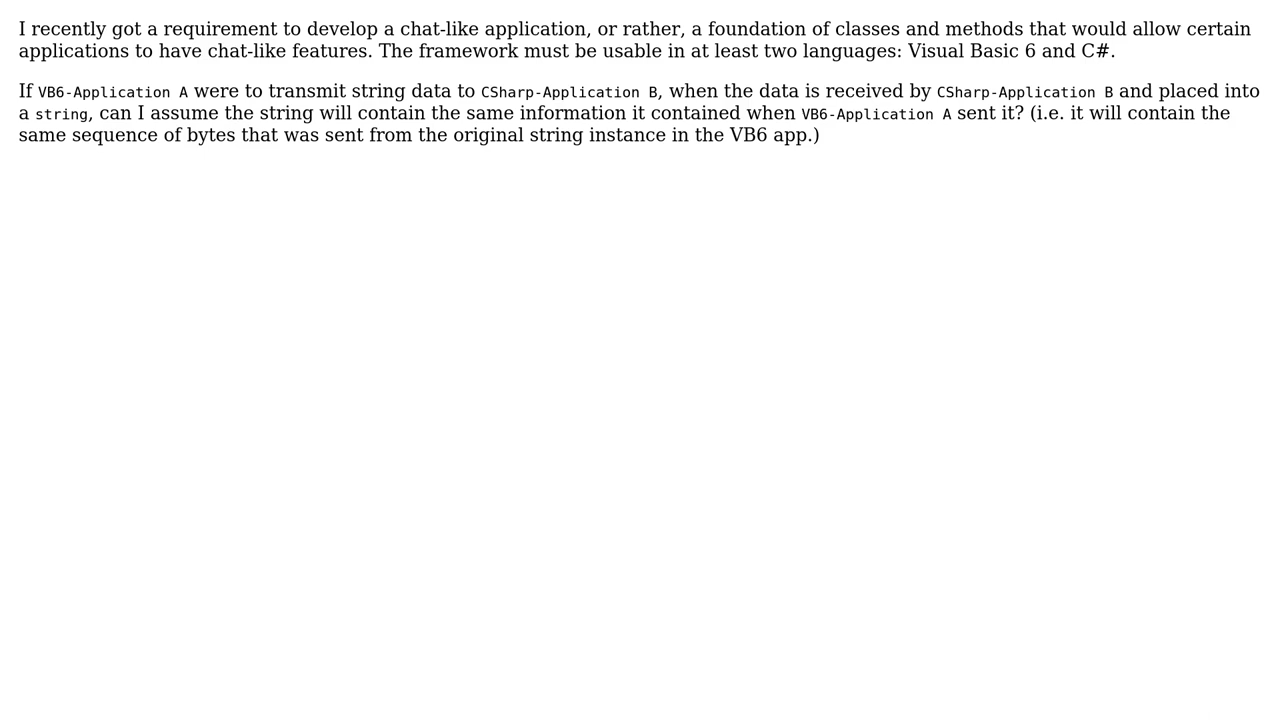 I recently got a requirement to develop a chat-like application, or rather, a foundation of classes and methods that would allow certain
applications to have chat-like features. The framework must be usable in at least two languages: Visual Basic 6 and C#.
If VB6-Application A were to transmit string data to CSharp-Application B, when the data is received by CSharp-Application B and placed into
a string, can I assume the string will contain the same information it contained when VB6-Application A sent it? (i.e. it will contain the
same sequence of bytes that was sent from the original string instance in the VB6 app.)